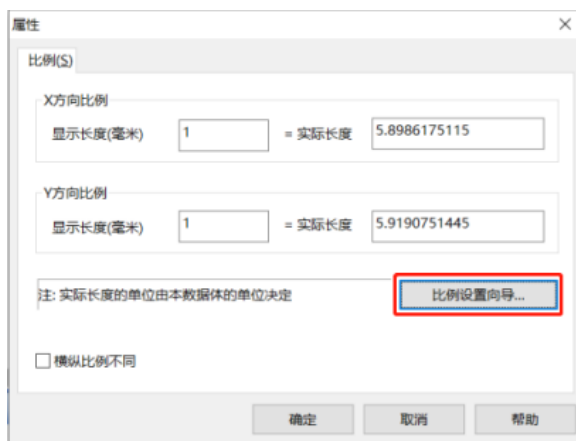 属性
比例(S)
X方向比例
显示长度(毫米) 1 = 实际长度 5.8986175115
Y方向比例
显示长度(毫米) 1 = 实际长度 5.9190751445
注: 实际长度的单位由本数据体的单位决定 比例设置向导...
横纵比例不同
确定 取消 帮助